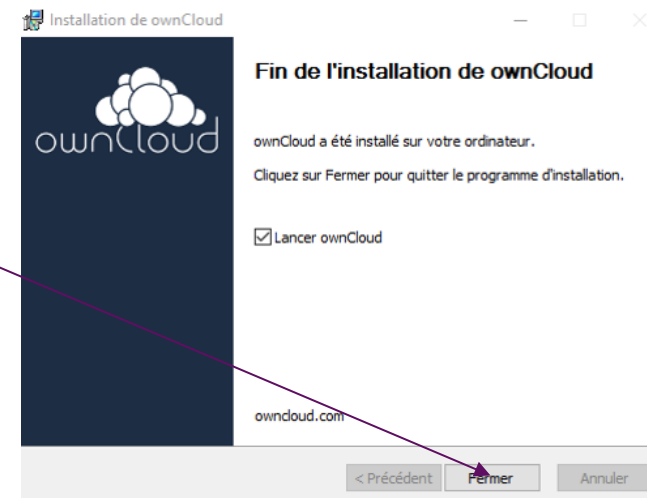 Installation de ownCloud
ownCloud
Fin de l'installation de ownCloud
ownCloud a été installé sur votre ordinateur.
Cliquez sur Fermer pour quitter le programme d'installation.
Lancer ownCloud
owncloud.com
< Précédent Fermer Annuler